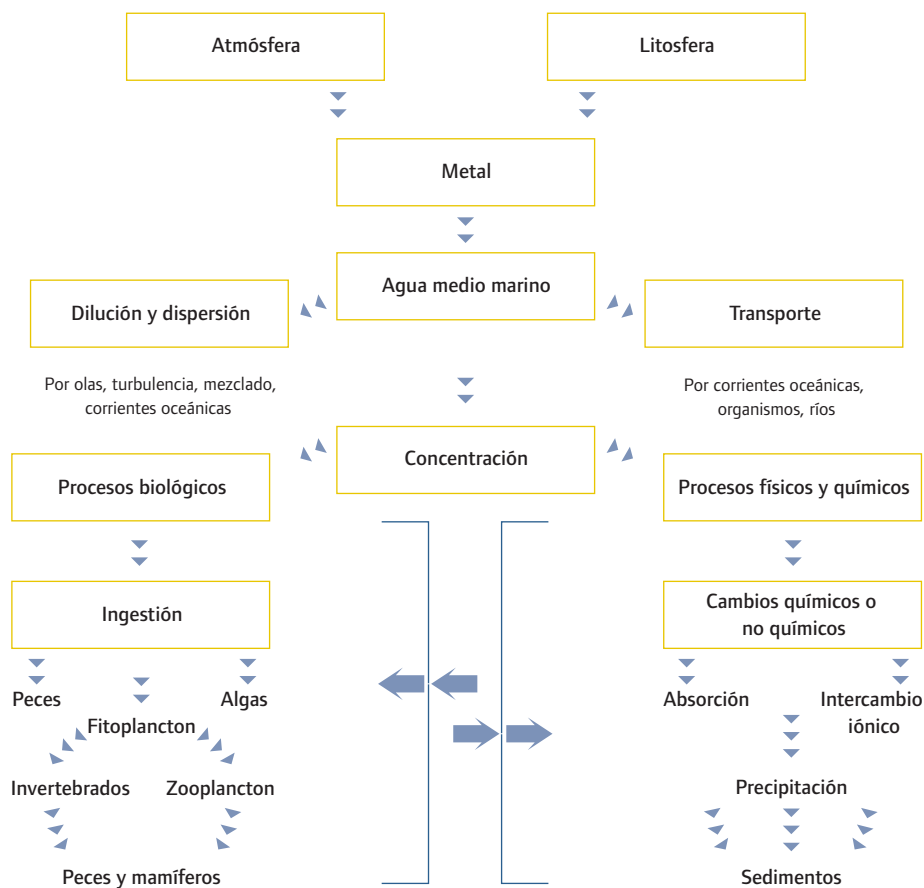 Atmósfera
Litosfera
Metal
Agua medio marino
Dilución y dispersión
Transporte
Por olas, turbulencia, mezclado,
corrientes oceánicas
Por corrientes oceánicas,
organismos, ríos
Concentración
Procesos biológicos
Procesos físicos y químicos
Ingestión
Cambios químicos o
no químicos
Peces
Fitoplancton
Algas
Absorción
Intercambio
iónico
Invertebrados
Zooplancton
Precipitación
Peces y mamíferos
Sedimentos